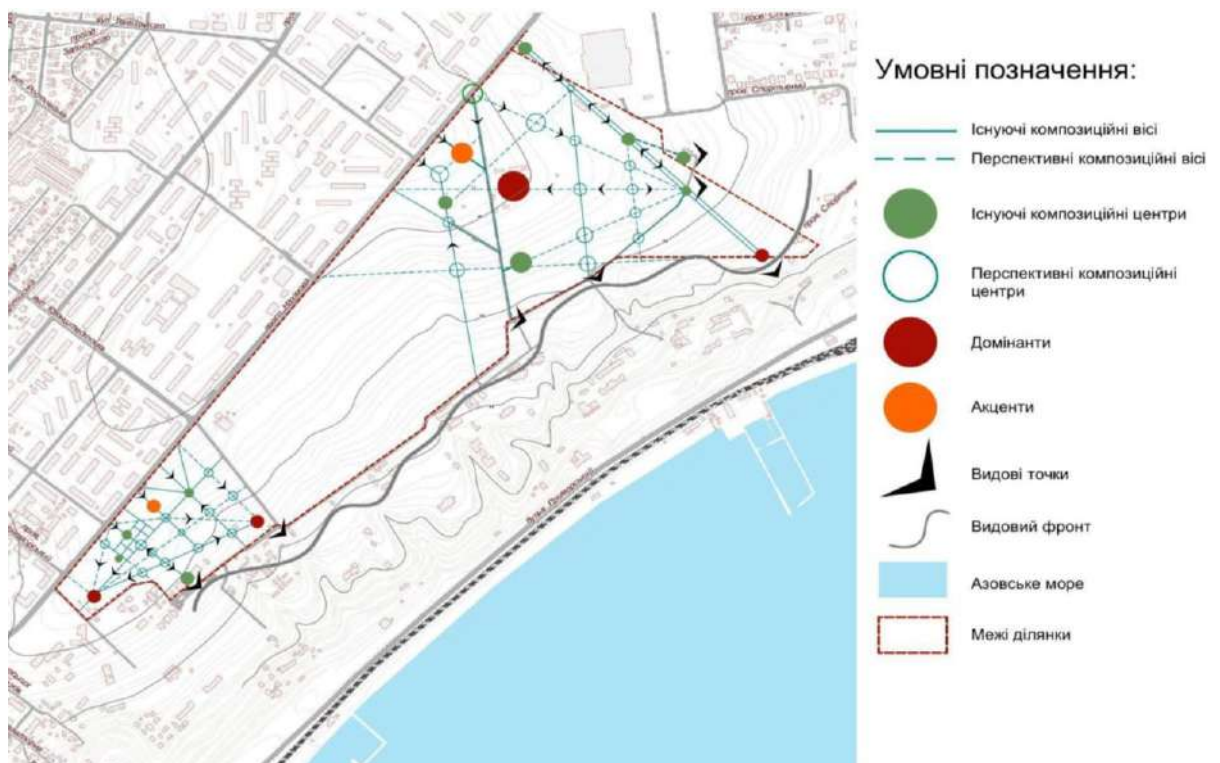 Умовні позначення:
Існуючі композиційні вісі
Перспективні композиційні вісі
Існуючі композиційні центри
Перспективні композиційні
центри
Домінанти
Акценти
Видові точки
Видовий фронт
Азовське море
Межі ділянки